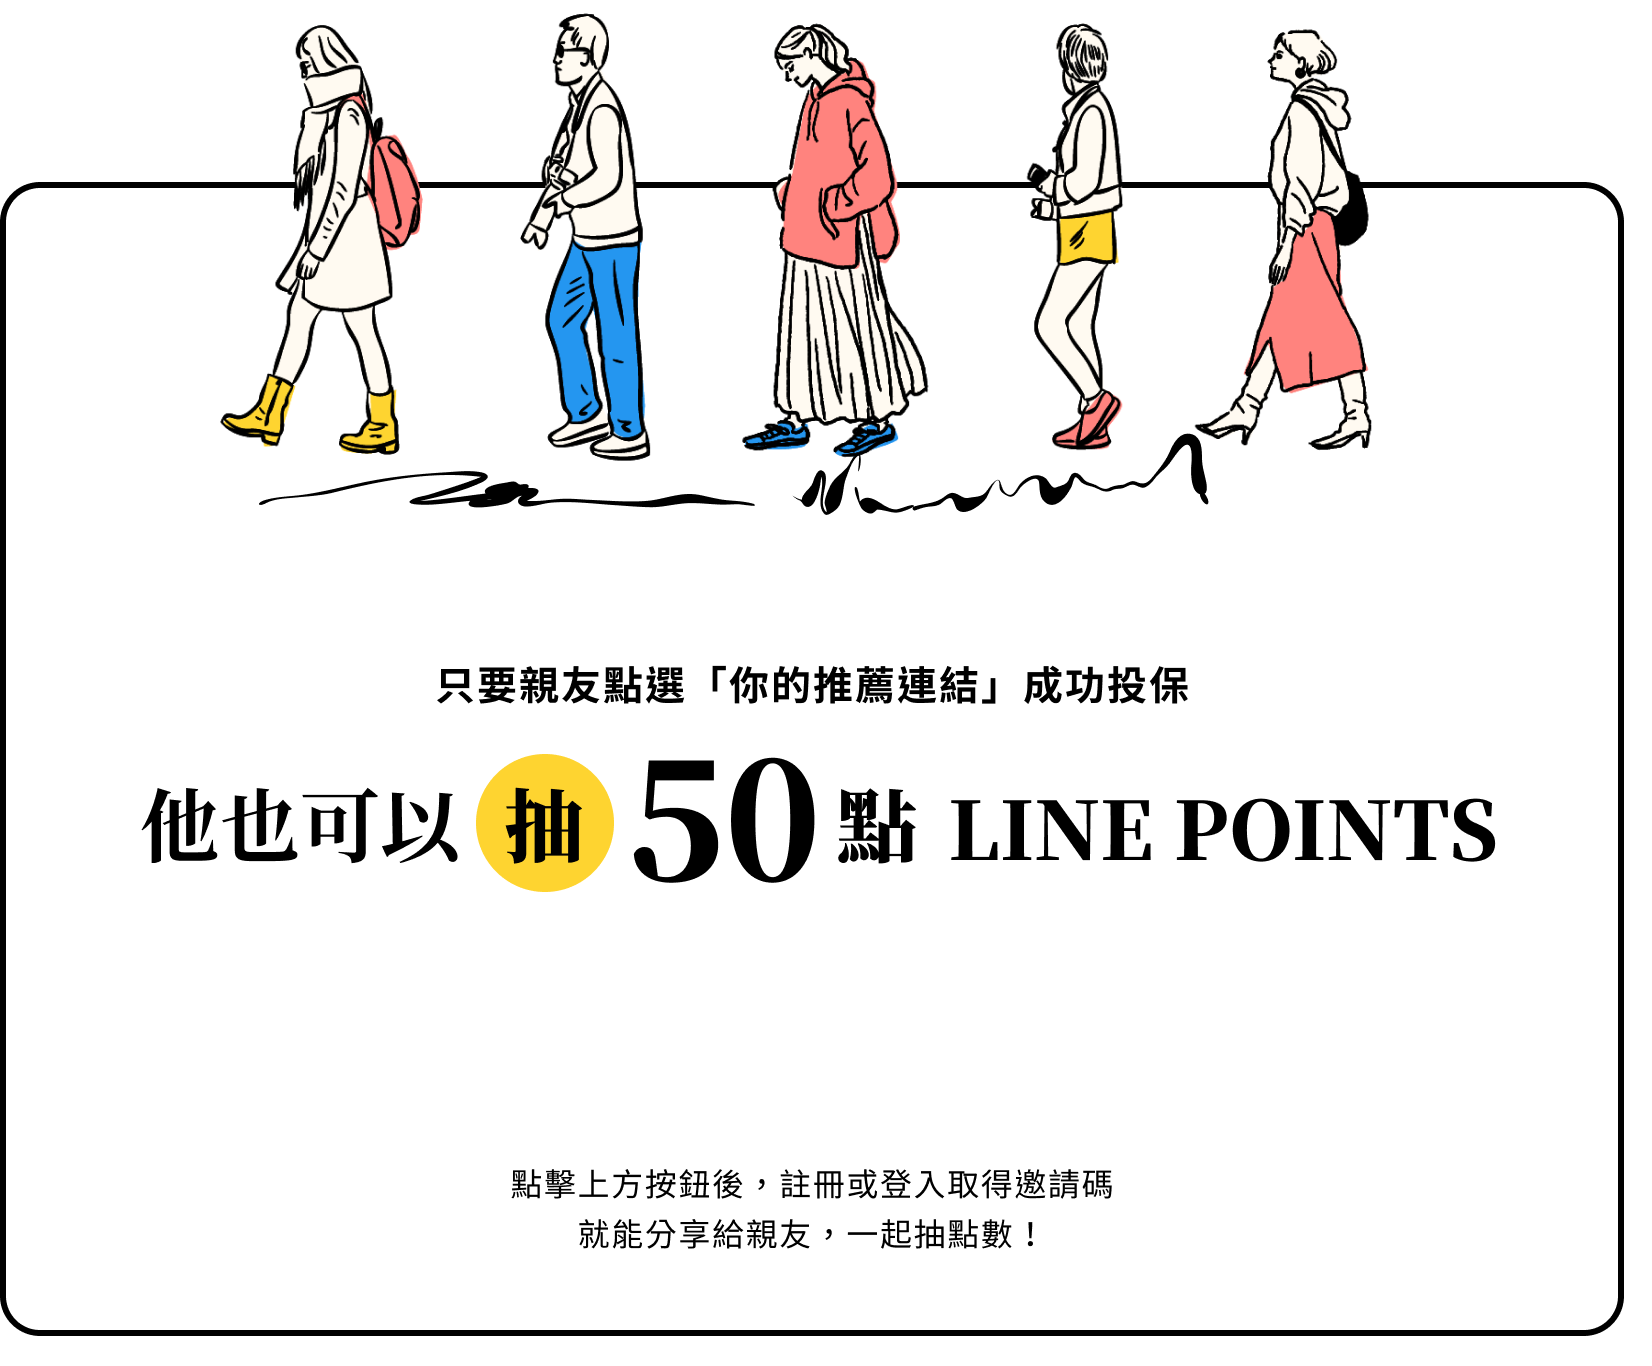 只要親友點選「你的推薦連結」成功投保
他也可以 抽 50 點 LINE POINTS
點擊上方按鈕後，註冊或登入取得邀請碼
就能分享給親友，一起抽點數！